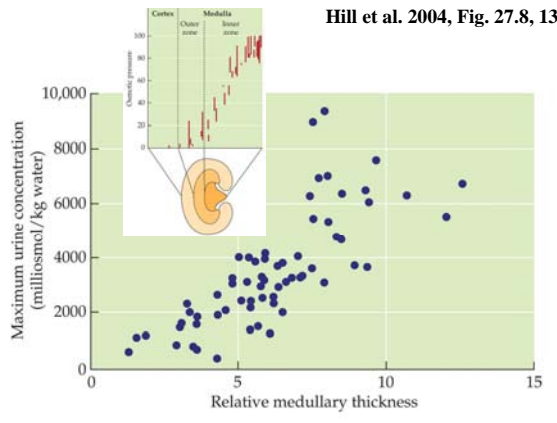 Hill et al. 2004, Fig. 27.8, 13
Cortex Medulla
Outer zone
Inner zone
Osmotic pressure
100
80
60
40
20
0
Maximum urine concentration
(milliosmol/kg water)
10,000
8000
6000
4000
2000
0
0 5 10 15
Relative medullary thickness